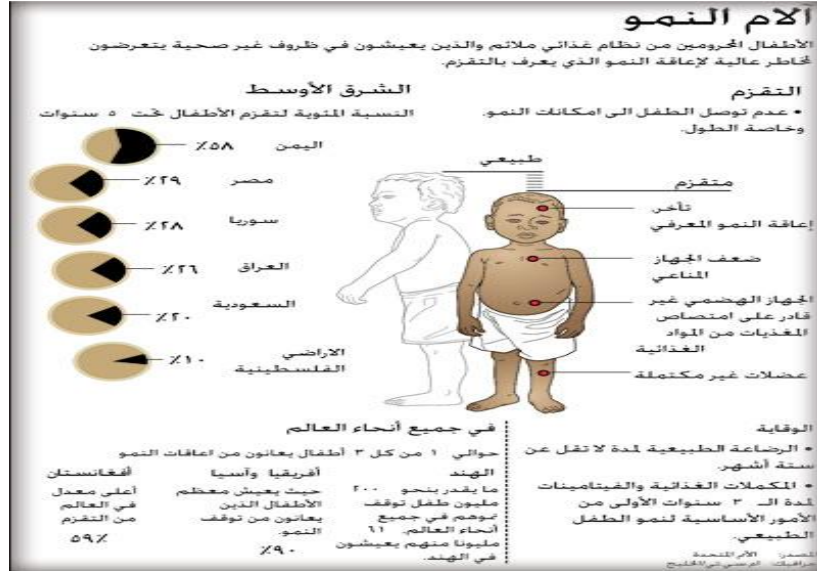 آلام النمو
الأطفال المحرومين من نظام غذائي ملائم والذين يعيشون في ظروف غير صحية يتعرضون
لمخاطر عالية لإعاقة النمو الذي يعرف بالتقزم.
التقزم
• عدم توصل الطفل الى امكانات النمو.
وخاصة الطول.
الشرق الأوسط
النسبة المئوية لتقزم الأطفال تحت ٥ سنوات
اليمن ٥٨٪
مصر ٢٩٪
سوريا ٢٨٪
العراق ٢٦٪
السعودية ٢٠٪
الاراضي
الفلسطينية ١٠٪
طبيعي
متقزم
تأخر.
إعاقة النمو المعرفي
ضعف الجهاز
المناعي
الجهاز الهضمي غير
قادر على امتصاص
المغذيات من المواد
الغذائية
عضلات غير مكتملة
الوقاية
• الرضاعة الطبيعية لمدة لا تقل عن
ستة أشهر.
• المكملات الغذائية والفيتامينات
لمدة الـ ٣ سنوات الأولى من
الأمور الأساسية لنمو الطفل
الطبيعي.
المصدر: الأمم المتحدة
في جميع أنحاء العالم
حوالي ١ من كل ٣ أطفال يعانون من اعاقات النمو
الهند
ما يقدر بنحو ٢٠٠
مليون طفل توقف
نموهم في جميع
أنحاء العالم. ٦١
مليونا منهم يعيشون
في الهند.
أفريقيا وآسيا
حيث يعيش معظم
الأطفال الذين
يعانون من توقف
النمو.
٩٠٪
أفغانستان
أعلى معدل
في العالم
من التقزم
٥٩٪